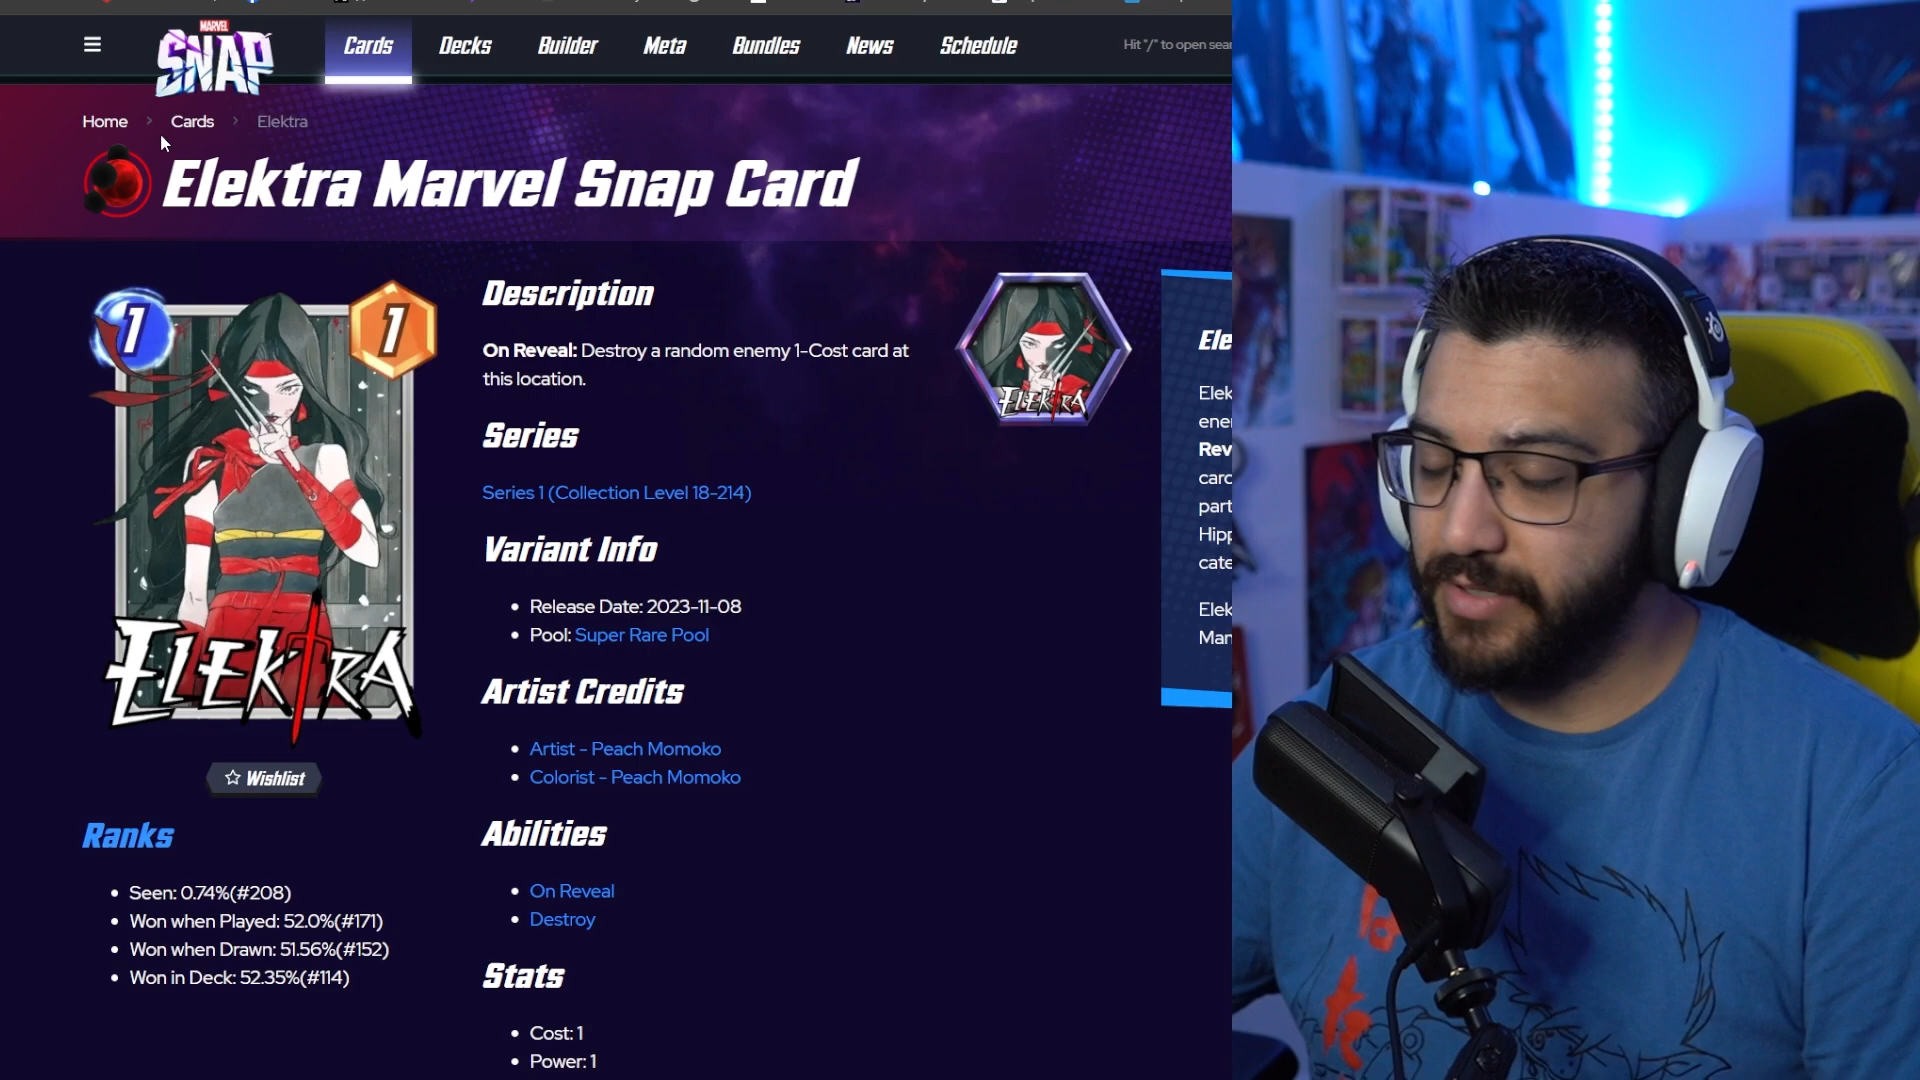 MARVEL
SNAP
Cards
Decks
Builder
Meta
Bundles
News
Schedule
Hit "/" to open sear
Home > Cards > Elektra
Elektra Marvel Snap Card
1
1
ELEKTRA
Wishlist
Ranks
Seen: 0.74%(#208)
Won when Played: 52.0%(#171)
Won when Drawn: 51.56%(#152)
Won in Deck: 52.35%(#114)
Description
On Reveal: Destroy a random enemy 1-Cost card at
this location.
Series
Series 1 (Collection Level 18-214)
Variant Info
Release Date: 2023-11-08
Pool: Super Rare Pool
Artist Credits
Artist - Peach Momoko
Colorist - Peach Momoko
Abilities
On Reveal
Destroy
Stats
Cost: 1
Power: 1
ELEKTRA
Ele
Elek
ene
Rev
card
part
Hipp
cate
Elek
Man